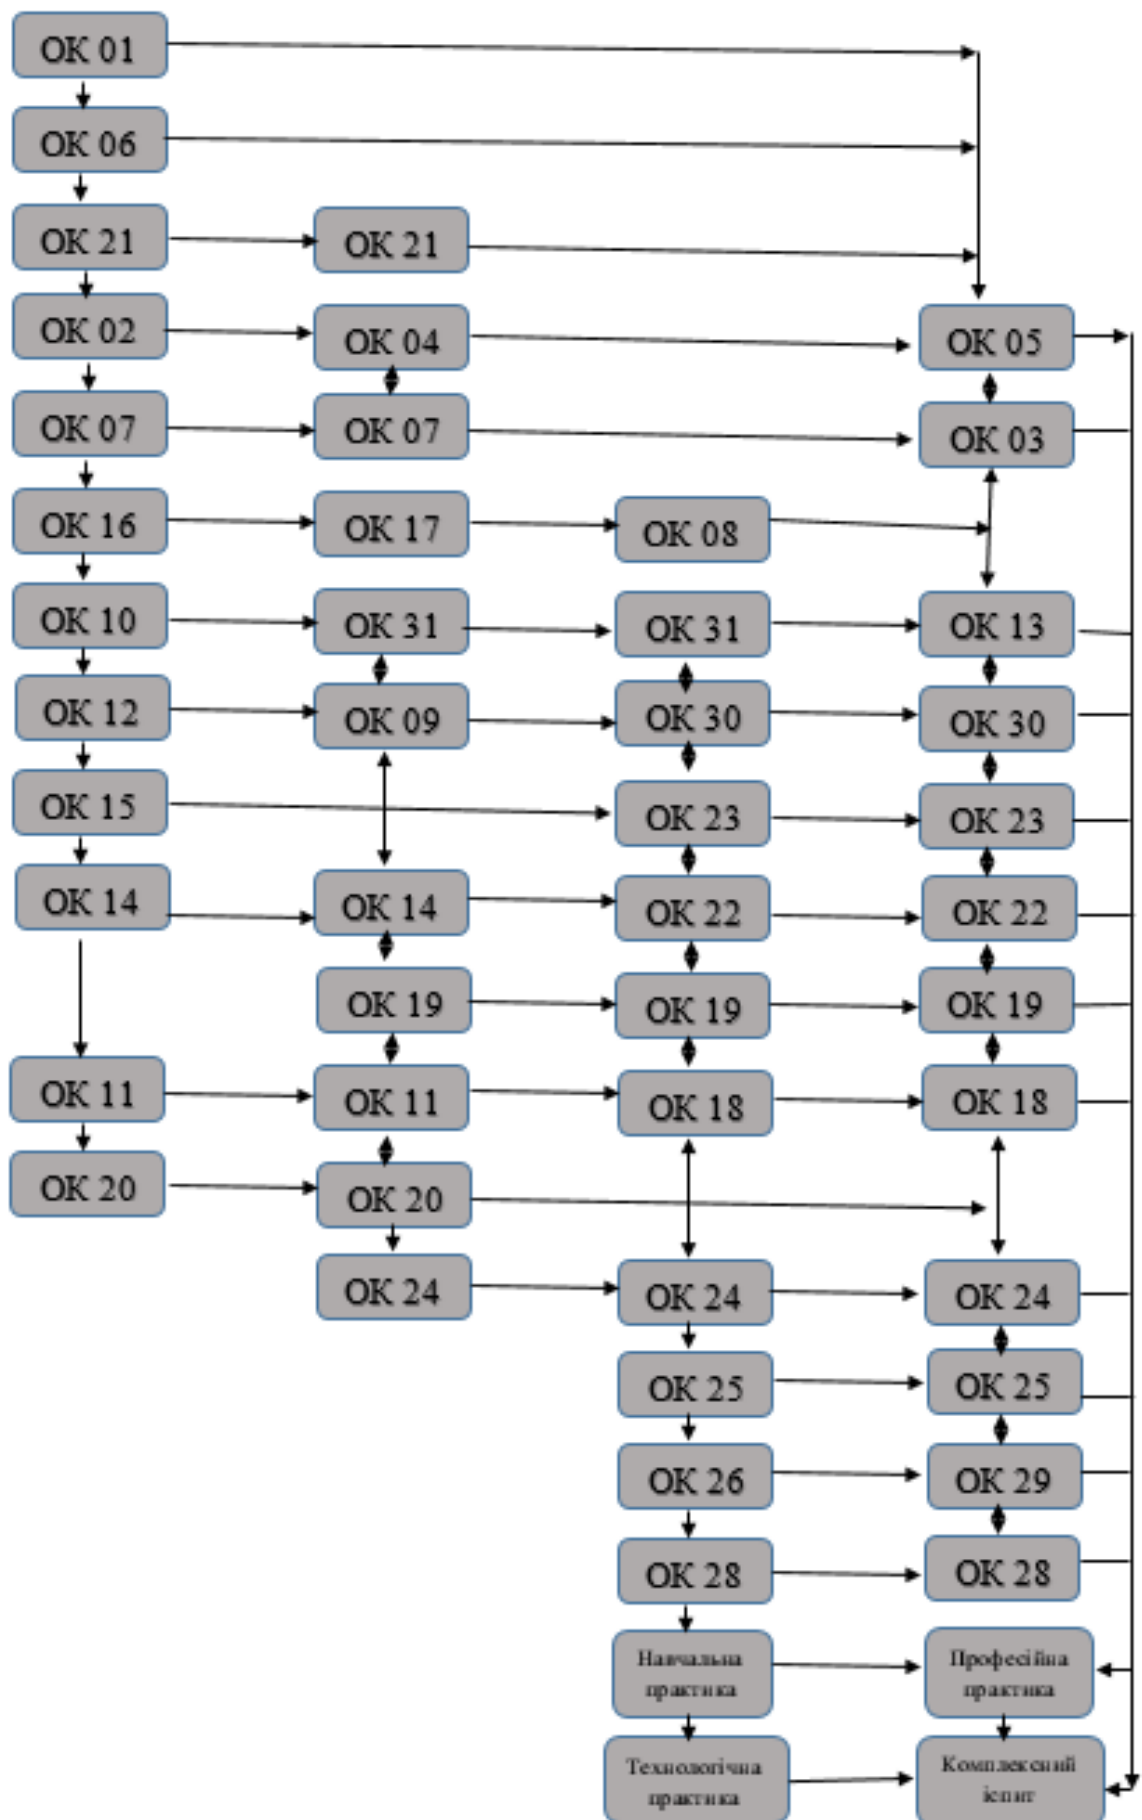 ОК 01
ОК 06
ОК 21
ОК 21
ОК 02
ОК 04
ОК 05
ОК 07
ОК 07
ОК 03
ОК 16
ОК 17
ОК 08
ОК 10
ОК 31
ОК 31
ОК 13
ОК 12
ОК 09
ОК 30
ОК 30
ОК 15
ОК 23
ОК 23
ОК 14
ОК 14
ОК 22
ОК 22
ОК 19
ОК 19
ОК 19
ОК 11
ОК 11
ОК 18
ОК 18
ОК 20
ОК 20
ОК 24
ОК 24
ОК 24
ОК 25
ОК 25
ОК 26
ОК 29
ОК 28
ОК 28
Навчальна
практика
Професійна
практика
Технологічна
практика
Комплексний
іспит